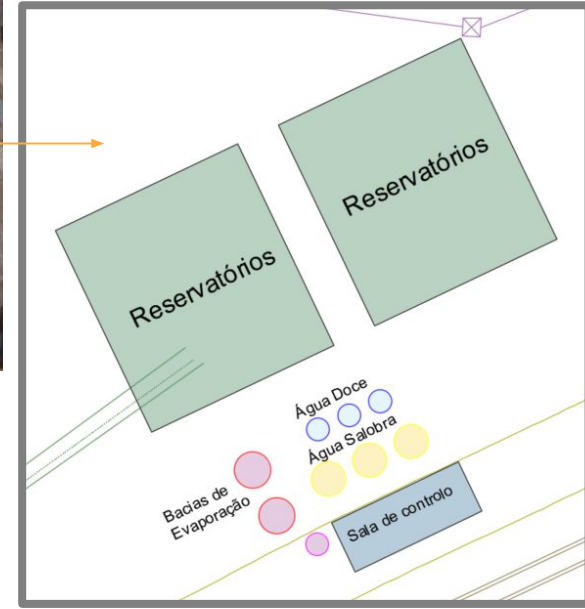 Reservatórios
Reservatórios
Água Doce
Água Salobra
Bacias de
Evaporação
Sala de controlo